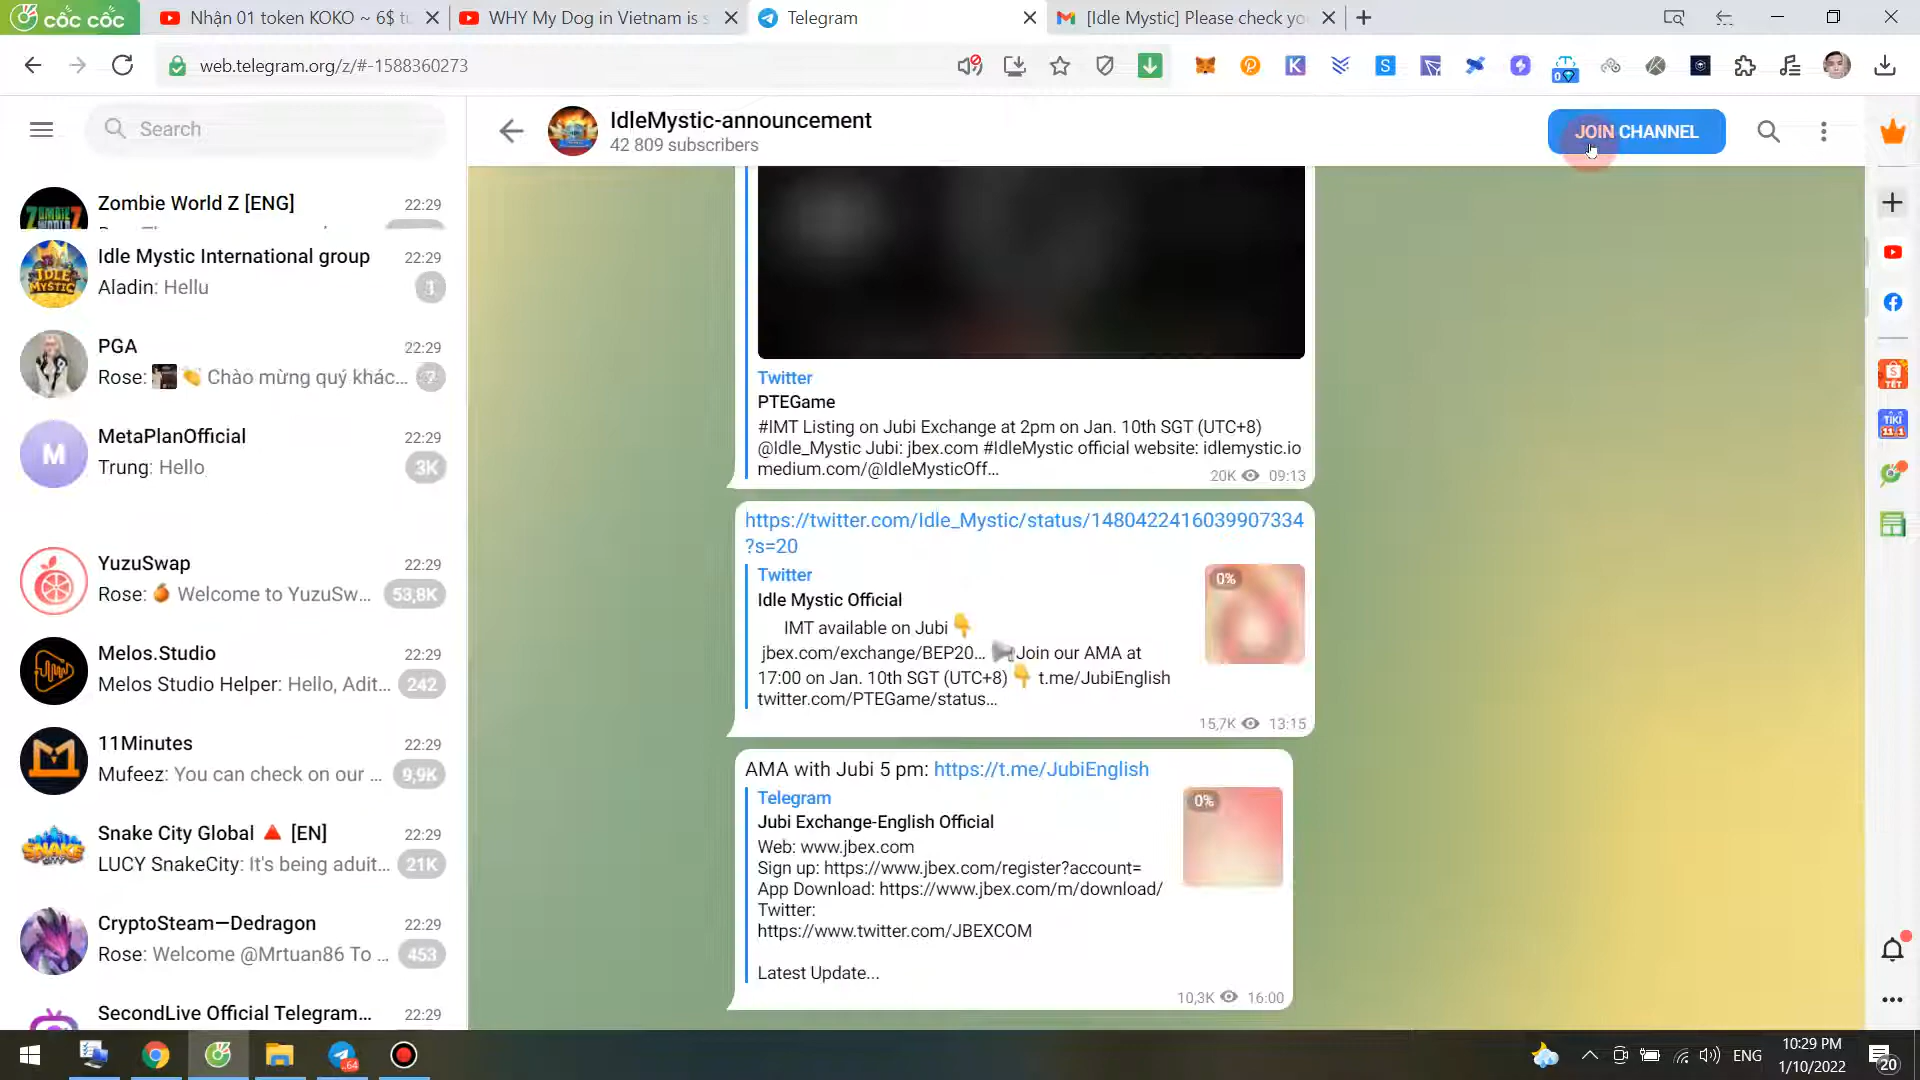 cốc cốc
Nhận 01 token KOKO ~ 6$ t
WHY My Dog in Vietnam is s
Telegram
[Idle Mystic] Please check yo
web.telegram.org/z/#-1588360273
Search
IdleMystic-announcement
42 809 subscribers
JOIN CHANNEL
Zombie World Z [ENG]
22:29
Idle Mystic International group
22:29
Aladin: Hellu
PGA
22:29
Rose: 👏 Chào mừng quý khác...
MetaPlanOfficial
22:29
Trung: Hello
3K
YuzuSwap
22:29
Rose: 🍊 Welcome to YuzuSw...
53,8K
Melos.Studio
22:29
Melos Studio Helper: Hello, Adit...
242
11Minutes
22:29
Mufeez: You can check on our ...
9,9K
Snake City Global 🔺 [EN]
22:29
LUCY SnakeCity: It's being aduit...
21K
CryptoSteam—Dedragon
22:29
Rose: Welcome @Mrtuan86 To ...
453
SecondLive Official Telegram...
22:29
Twitter
PTEGame
#IMT Listing on Jubi Exchange at 2pm on Jan. 10th SGT (UTC+8)
@Idle_Mystic Jubi: jbex.com #IdleMystic official website: idlemystic.io
medium.com/@IdleMysticOff...
20K 09:13
https://twitter.com/Idle_Mystic/status/1480422416039907334
?s=20
Twitter
Idle Mystic Official
IMT available on Jubi👇
jbex.com/exchange/BEP20... 📢Join our AMA at
17:00 on Jan. 10th SGT (UTC+8)👇 t.me/JubiEnglish
twitter.com/PTEGame/status...
0%
15,7K 13:15
AMA with Jubi 5 pm: https://t.me/JubiEnglish
Telegram
Jubi Exchange-English Official
Web: www.jbex.com
Sign up: https://www.jbex.com/register?account=
App Download: https://www.jbex.com/m/download/
Twitter:
https://www.twitter.com/JBEXCOM
Latest Update...
0%
10,3K 16:00
ENG
10:29 PM
1/10/2022
20